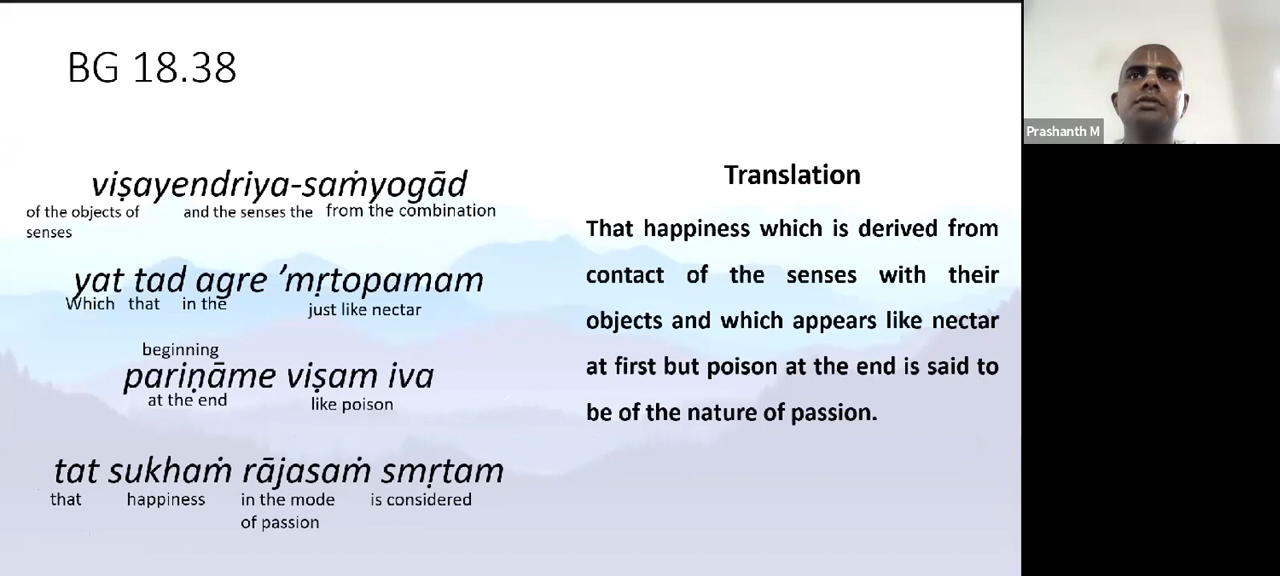 BG 18.38
viṣayendriya-saṁyogād
of the objects of and the senses the from the combination
senses
yat tad agre ’mṛtopamam
Which that in the just like nectar
beginning
pariṇāme viṣam iva
at the end like poison
tat sukhaṁ rājasaṁ smṛtam
that happiness in the mode is considered
of passion
Translation
That happiness which is derived from
contact of the senses with their
objects and which appears like nectar
at first but poison at the end is said to
be of the nature of passion.
Prashanth M